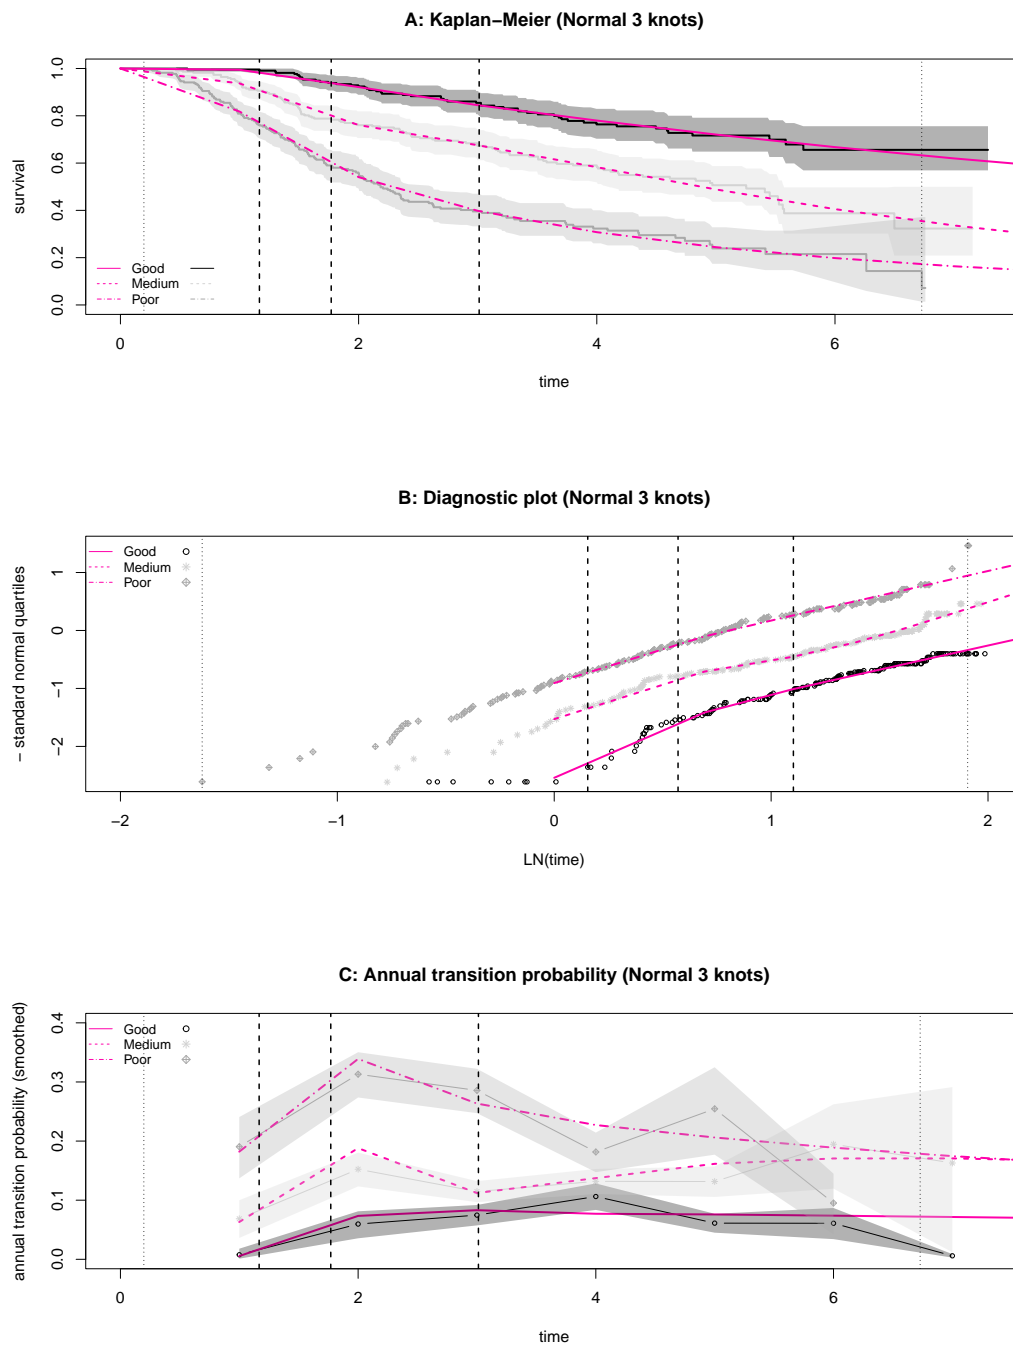 A: Kaplan−Meier (Normal 3 knots)
survival
0.0 0.2 0.4 0.6 0.8 1.0
Good
Medium
Poor
0 2 4 6
time
B: Diagnostic plot (Normal 3 knots)
− standard normal quartiles
−2 −1 0 1
Good
Medium
Poor
−2 −1 0 1 2
LN(time)
C: Annual transition probability (Normal 3 knots)
annual transition probability (smoothed)
0.0 0.1 0.2 0.3 0.4
Good
Medium
Poor
0 2 4 6
time